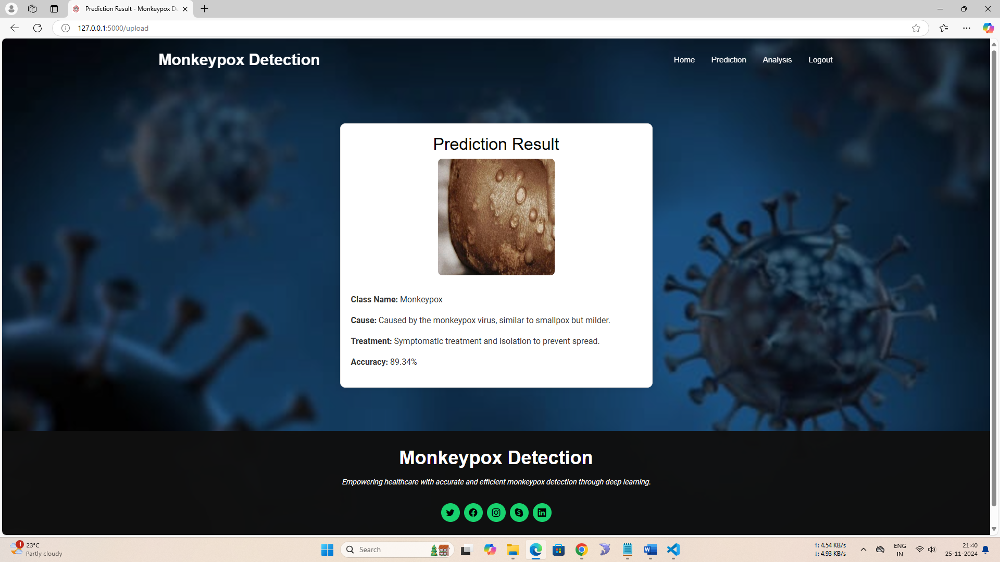 Prediction Result - Monkeypox De
127.0.0.1:5000/upload
Monkeypox Detection
Home
Prediction
Analysis
Logout
Prediction Result
Class Name: Monkeypox
Cause: Caused by the monkeypox virus, similar to smallpox but milder.
Treatment: Symptomatic treatment and isolation to prevent spread.
Accuracy: 89.34%
Monkeypox Detection
Empowering healthcare with accurate and efficient monkeypox detection through deep learning.
1
23°C
Partly cloudy
Search
↑: 4.54 KB/s
↓: 4.93 KB/s
ENG
IN
21:40
25-11-2024